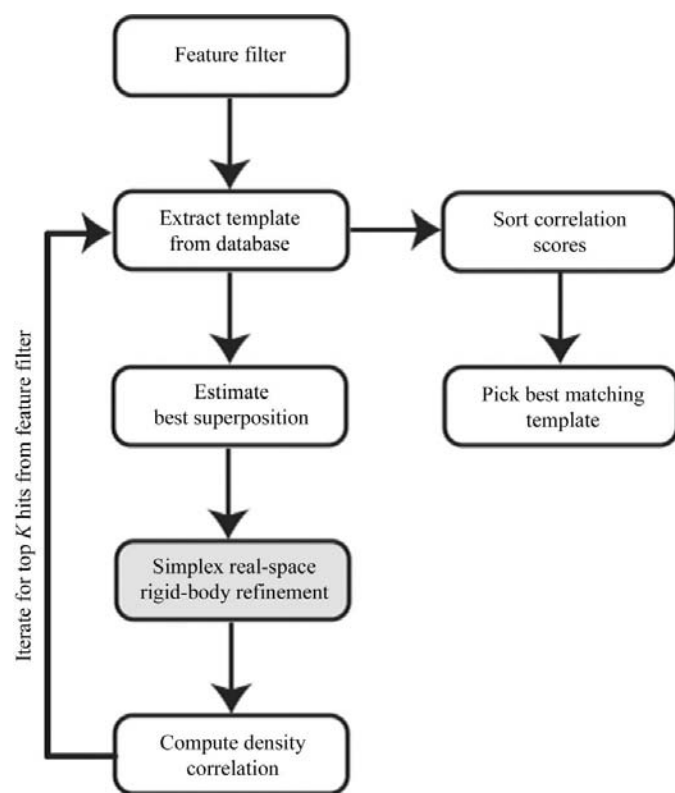 Feature filter
Extract template
from database
Sort correlation
scores
Estimate
best superposition
Pick best matching
template
Simplex real-space
rigid-body refinement
Compute density
correlation
Iterate for top K hits from feature filter